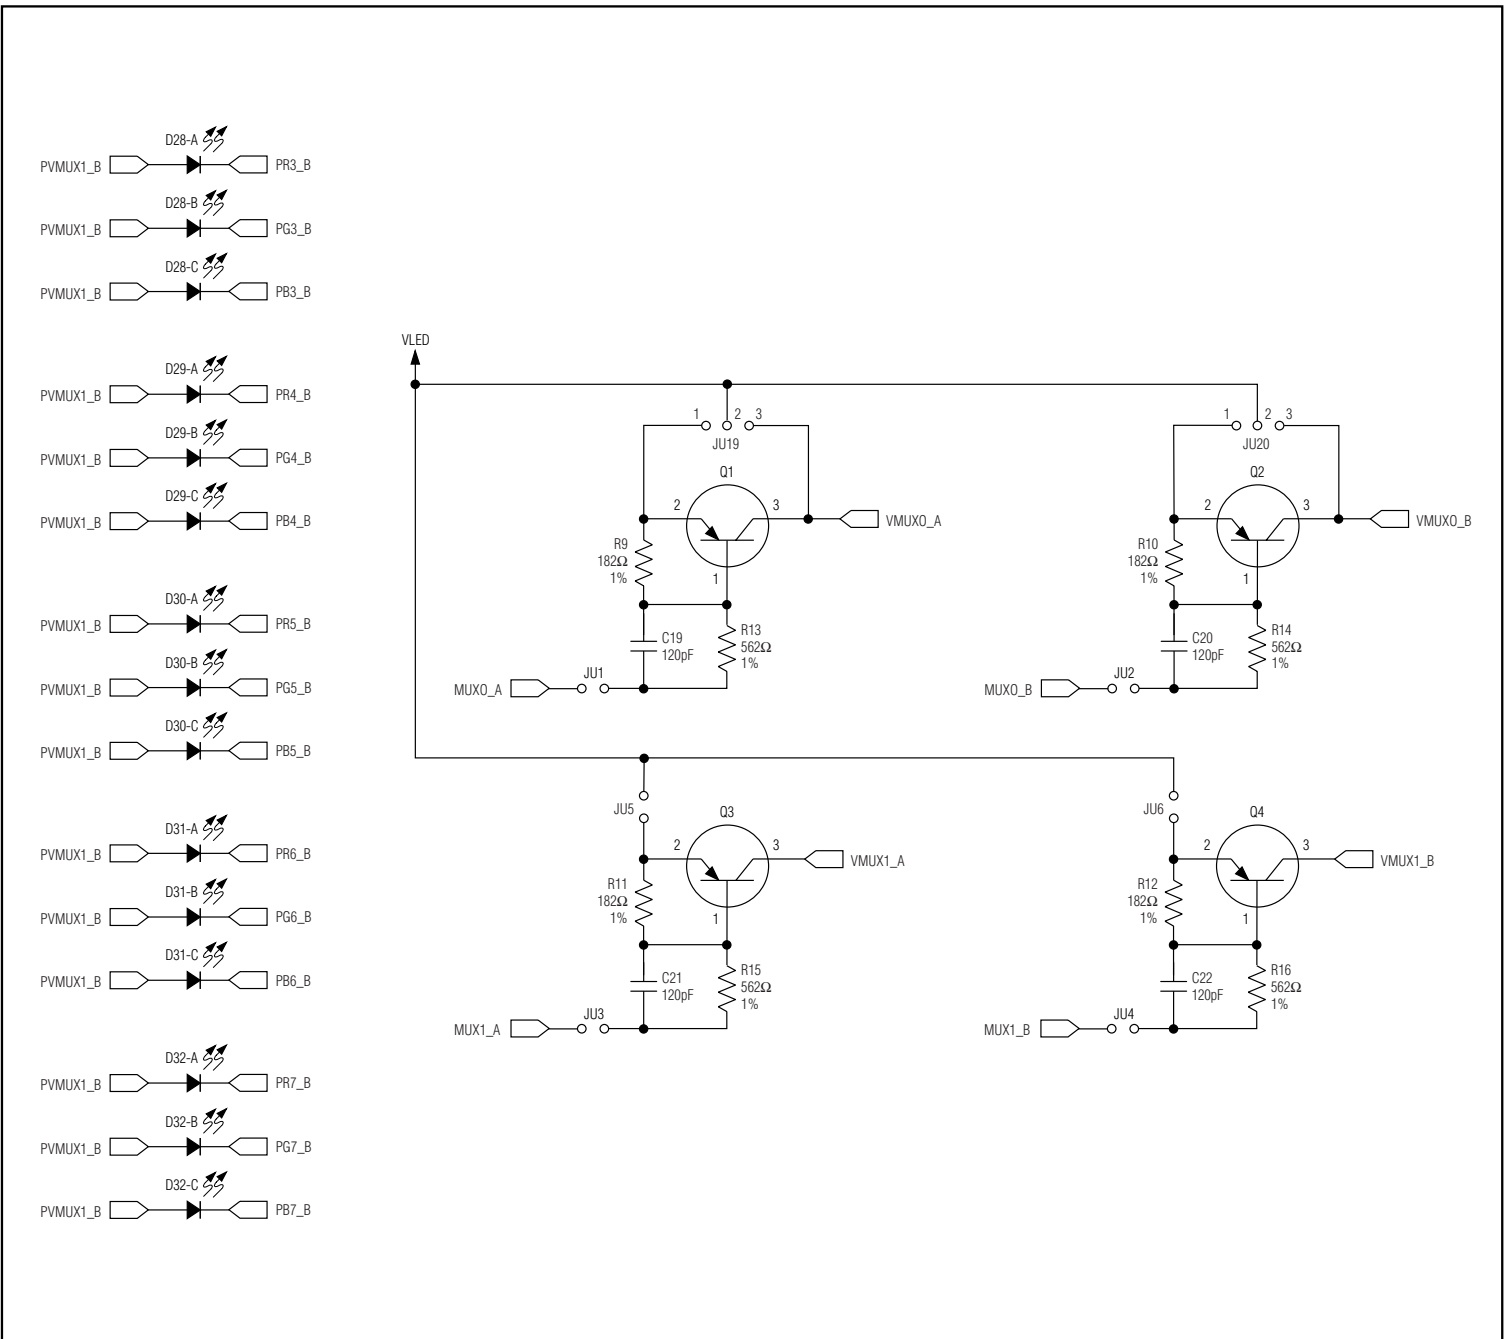 D28-A
PVMUX1_B PR3_B
D28-B
PVMUX1_B PG3_B
D28-C
PVMUX1_B PB3_B
D29-A
PVMUX1_B PR4_B
D29-B
PVMUX1_B PG4_B
D29-C
PVMUX1_B PB4_B
D30-A
PVMUX1_B PR5_B
D30-B
PVMUX1_B PG5_B
D30-C
PVMUX1_B PB5_B
D31-A
PVMUX1_B PR6_B
D31-B
PVMUX1_B PG6_B
D31-C
PVMUX1_B PB6_B
D32-A
PVMUX1_B PR7_B
D32-B
PVMUX1_B PG7_B
D32-C
PVMUX1_B PB7_B
VLED
1 2 3
JU19
Q1
2 3
VMUX0_A
R9
182Ω
1%
1
C19
120pF
R13
562Ω
1%
JU1
MUX0_A
1 2 3
JU20
Q2
2 3
VMUX0_B
R10
182Ω
1%
1
C20
120pF
R14
562Ω
1%
JU2
MUX0_B
JU5
Q3
2 3
VMUX1_A
R11
182Ω
1%
1
C21
120pF
R15
562Ω
1%
JU3
MUX1_A
JU6
Q4
2 3
VMUX1_B
R12
182Ω
1%
1
C22
120pF
R16
562Ω
1%
JU4
MUX1_B